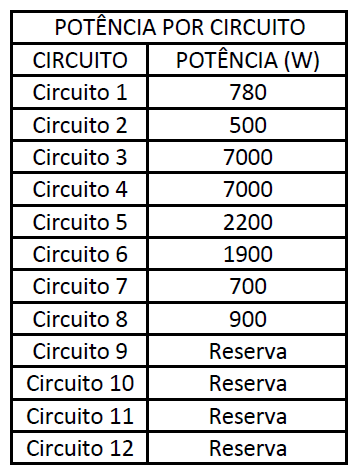 POTÊNCIA POR CIRCUITO
CIRCUITO POTÊNCIA (W)
Circuito 1 780
Circuito 2 500
Circuito 3 7000
Circuito 4 7000
Circuito 5 2200
Circuito 6 1900
Circuito 7 700
Circuito 8 900
Circuito 9 Reserva
Circuito 10 Reserva
Circuito 11 Reserva
Circuito 12 Reserva